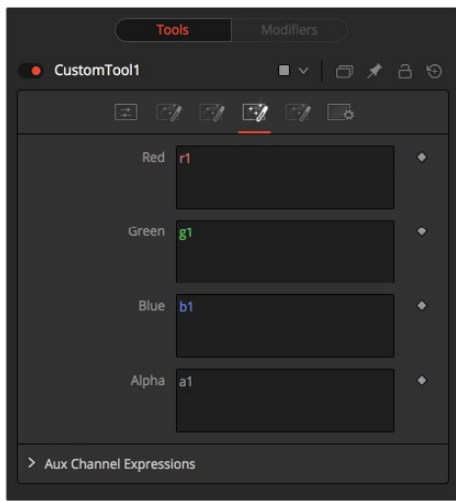 Tools Modifiers
CustomTool1
Red r1
Green g1
Blue b1
Alpha a1
> Aux Channel Expressions